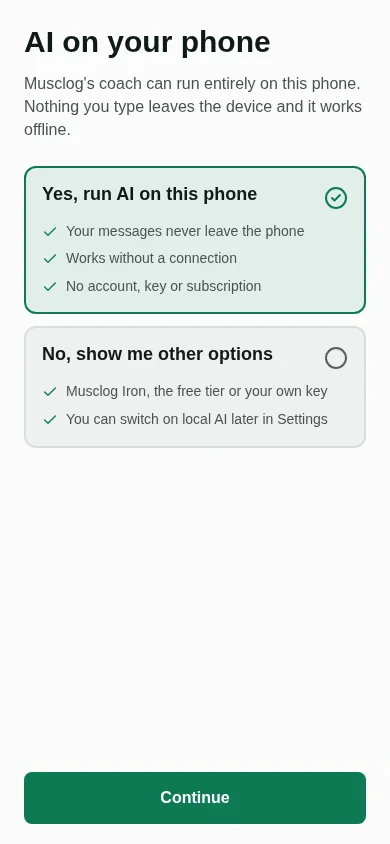 AI on your phone
Musclog's coach can run entirely on this phone.
Nothing you type leaves the device and it works
offline.
Yes, run AI on this phone
Your messages never leave the phone
Works without a connection
No account, key or subscription
No, show me other options
Musclog Iron, the free tier or your own key
You can switch on local AI later in Settings
Continue